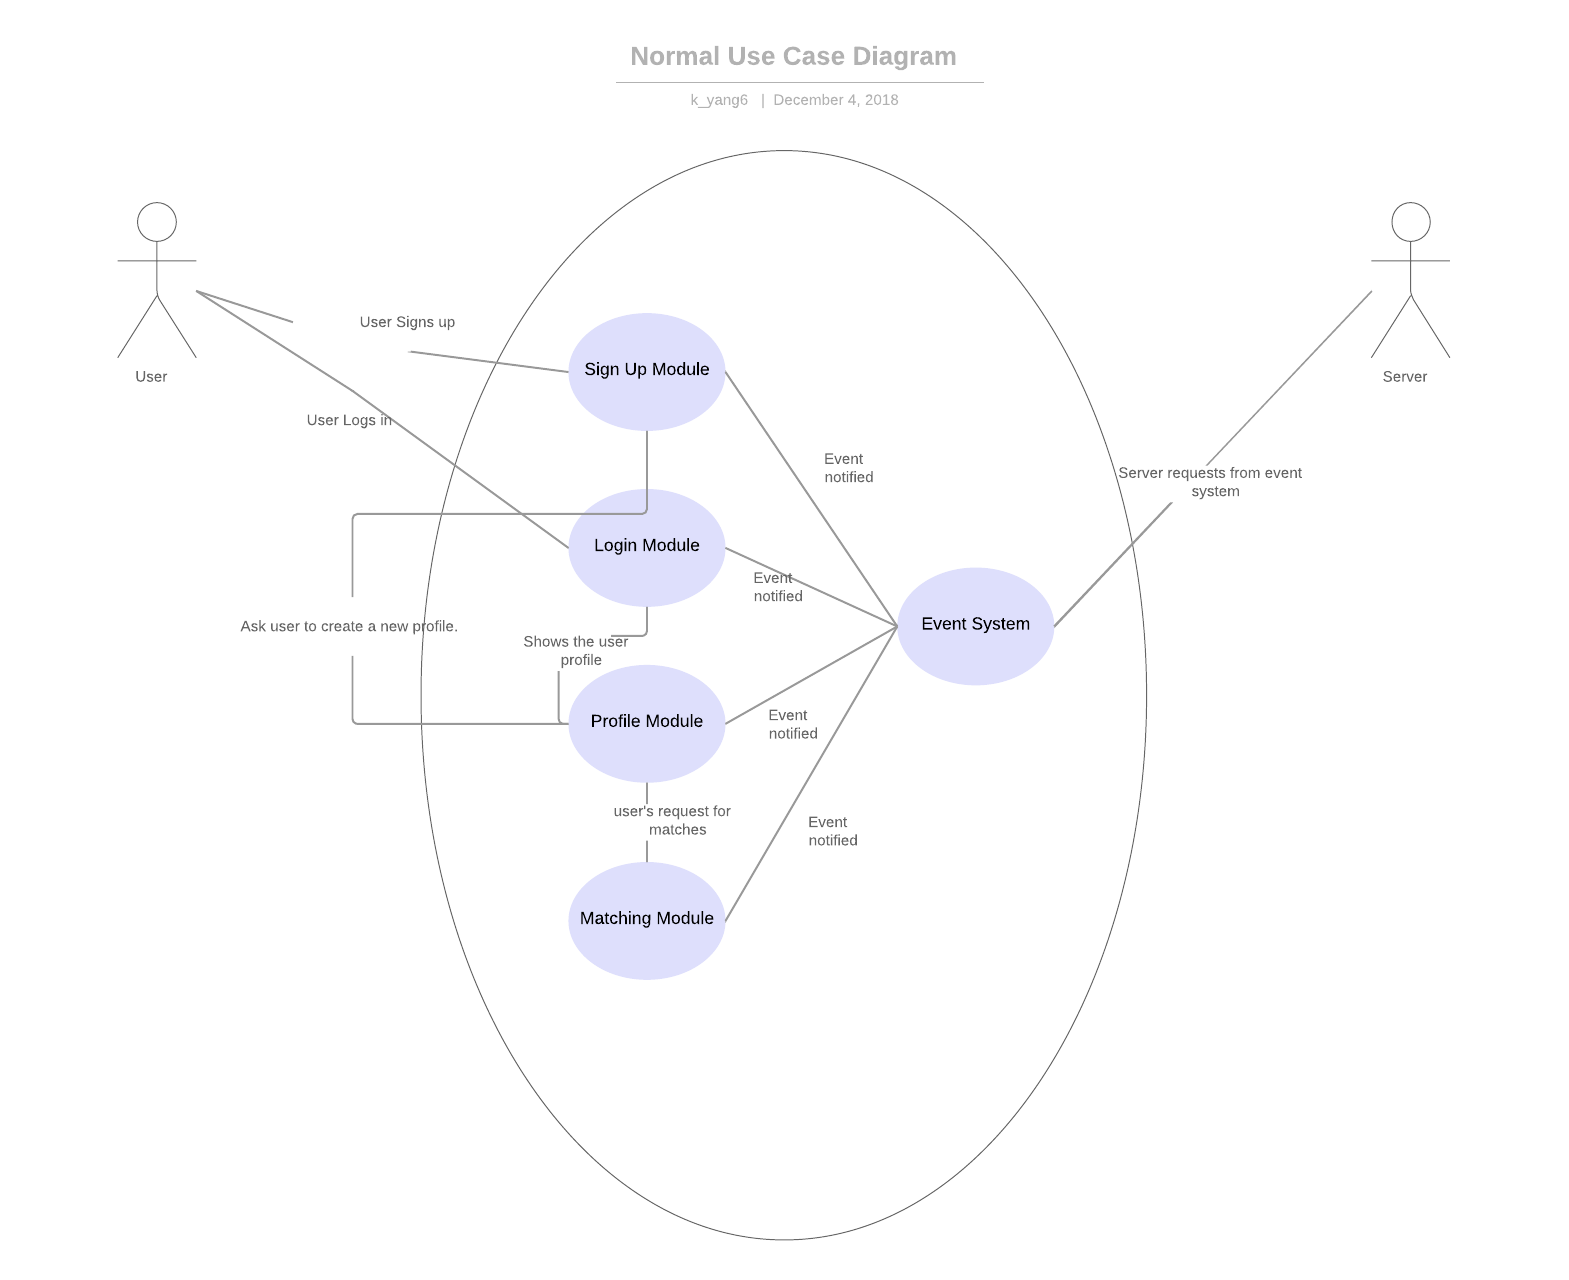 Normal Use Case Diagram
k_yang6 | December 4, 2018
User Signs up
User
Server
Sign Up Module
User Logs in
Event
notified
Server requests from event
system
Login Module
Event
notified
Event System
Ask user to create a new profile.
Shows the user
profile
Profile Module
Event
notified
user's request for
matches
Event
notified
Matching Module